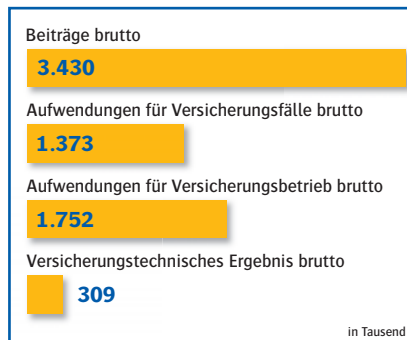 Beiträge brutto
3.430
Aufwendungen für Versicherungsfälle brutto
1.373
Aufwendungen für Versicherungsbetrieb brutto
1.752
Versicherungstechnisches Ergebnis brutto
309
in Tausend